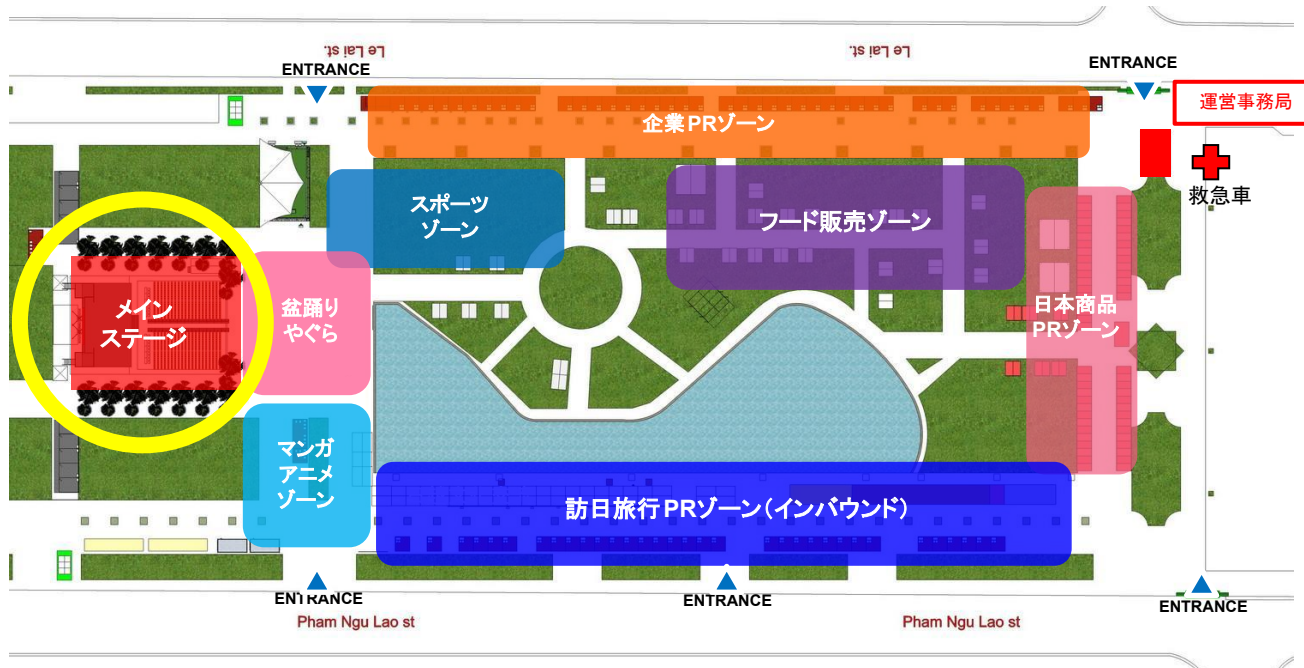 Le Lai st.
Le Lai st.
ENTRANCE
ENTRANCE
運営事務局
企業PRゾーン
救急車
スポーツ
ゾーン
フード販売ゾーン
メイン
ステージ
盆踊り
やぐら
日本商品
PRゾーン
マンガ
アニメ
ゾーン
訪日旅行PRゾーン(インバウンド)
ENTRANCE
ENTRANCE
ENTRANCE
Pham Ngu Lao st
Pham Ngu Lao st